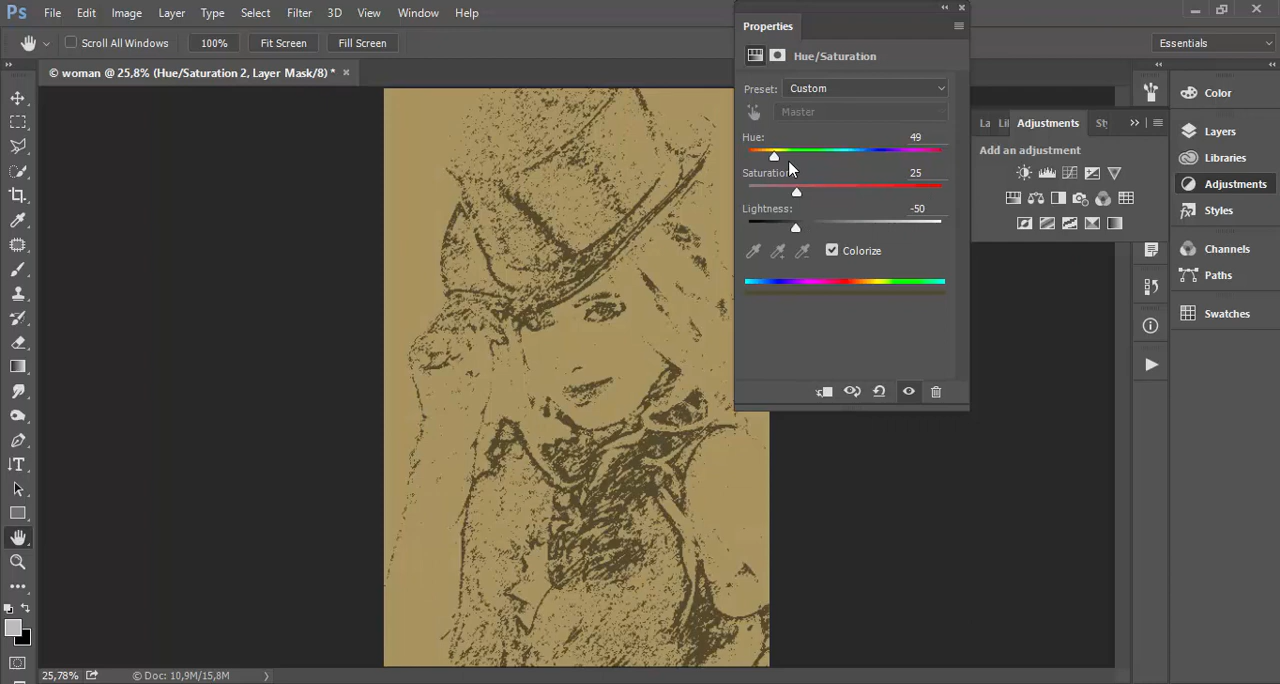 Ps File Edit Image Layer Type Select Filter 3D View Window Help
Scroll All Windows 100% Fit Screen Fill Screen Essentials
© woman @ 25,8% (Hue/Saturation 2, Layer Mask/8) * ×
Properties
Hue/Saturation
Preset: Custom
Master
Hue: 49
Saturation 25
Lightness: -50
Colorize
La Li Adjustments St
Add an adjustment
Color
Layers
Libraries
Adjustments
Styles
Channels
Paths
Swatches
25,78% © Doc: 10,9M/15,8M